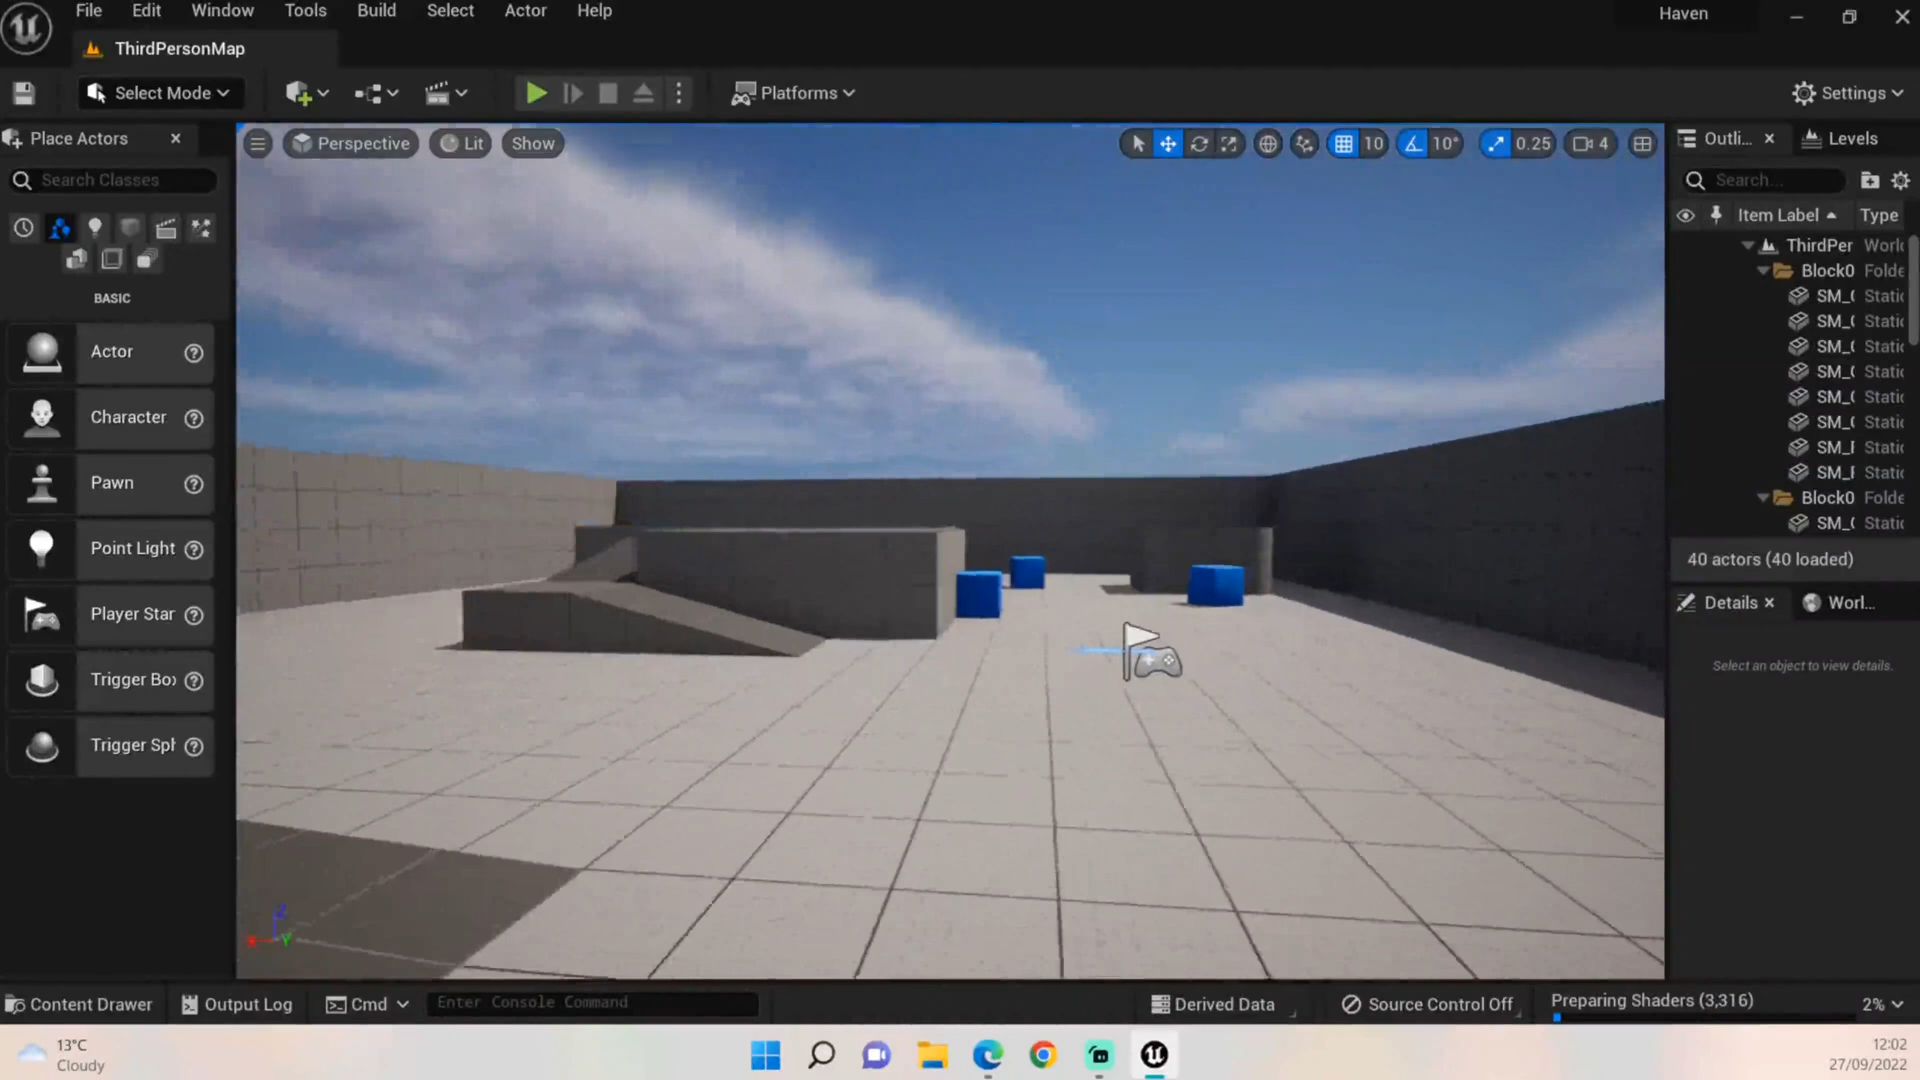 File Edit Window Tools Build Select Actor Help
Haven
ThirdPersonMap
Select Mode
Platforms
Settings
Place Actors
Perspective
Lit
Show
10
10°
0.25
4
Outli...
Levels
Search Classes
Search...
Item Label
Type
ThirdPer Worlc
Block0 Folde
SM_( Static
SM_( Static
SM_( Static
SM_( Static
SM_( Static
SM_( Static
SM_F Static
SM_F Static
Block0 Folde
SM_( Static
BASIC
Actor
Character
Pawn
Point Light
Player Star
Trigger Bo
Trigger Sph
40 actors (40 loaded)
Details
Worl...
Select an object to view details.
Z
X
Y
Content Drawer
Output Log
Cmd
Enter Console Command
Derived Data
Source Control Off
Preparing Shaders (3,316)
2%
13°C
Cloudy
12:02
27/09/2022